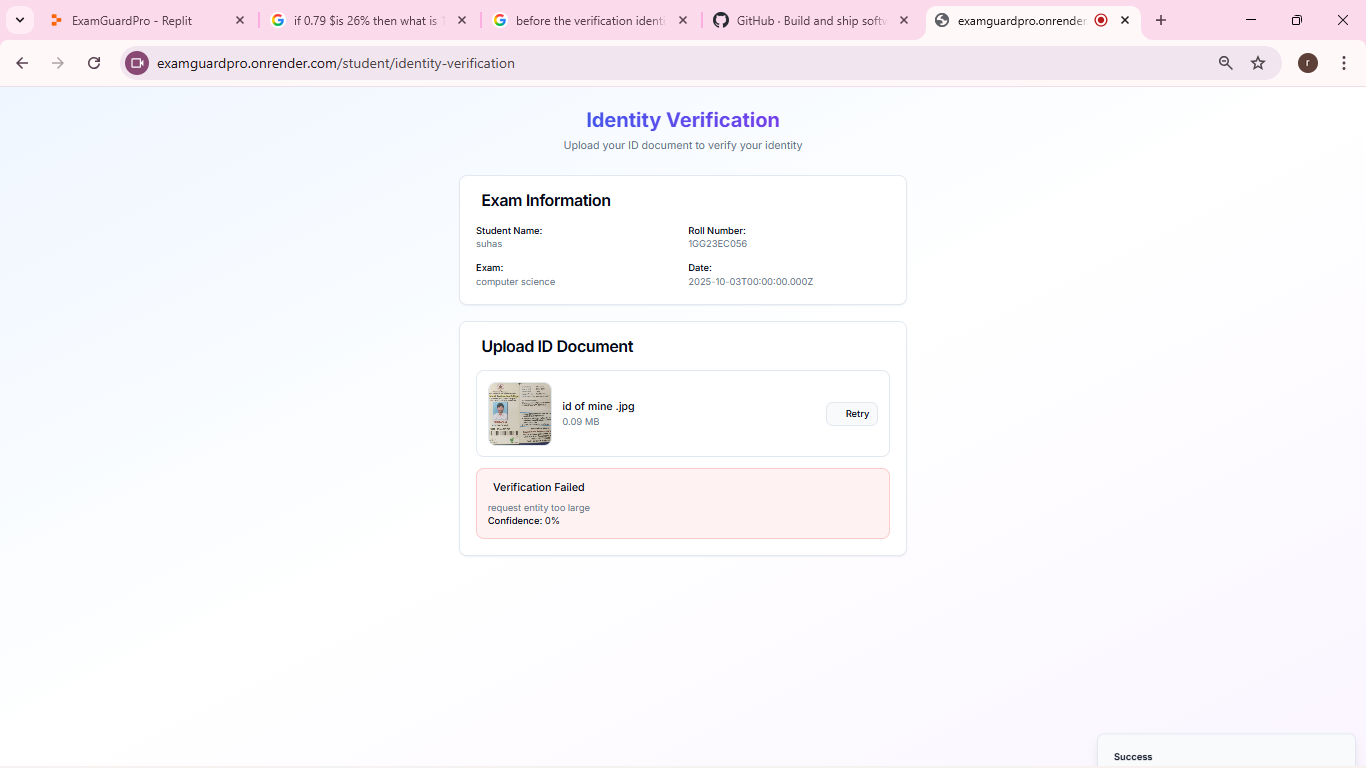 ExamGuardPro - Replit
if 0.79 $is 26% then what is
before the verification identi
GitHub · Build and ship softw
examguardpro.onrender
examguardpro.onrender.com/student/identity-verification
r
Identity Verification
Upload your ID document to verify your identity
Exam Information
Student Name:
suhas
Roll Number:
1GG23EC056
Exam:
computer science
Date:
2025-10-03T00:00:00.000Z
Upload ID Document
id of mine .jpg
0.09 MB
Retry
Verification Failed
request entity too large
Confidence: 0%
Success